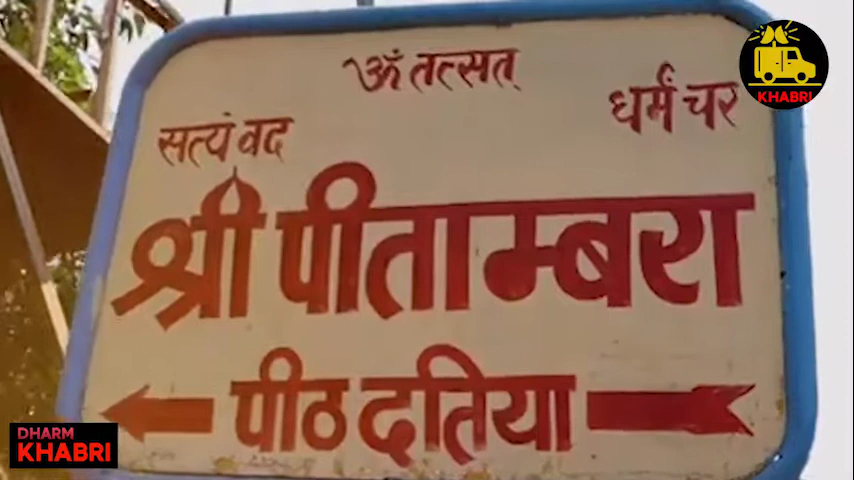 ॐ तत्सत्
सत्यं वद
धर्मं चर
श्री पीताम्बरा
पीठ दतिया
KHABRI
DHARM
KHABRI